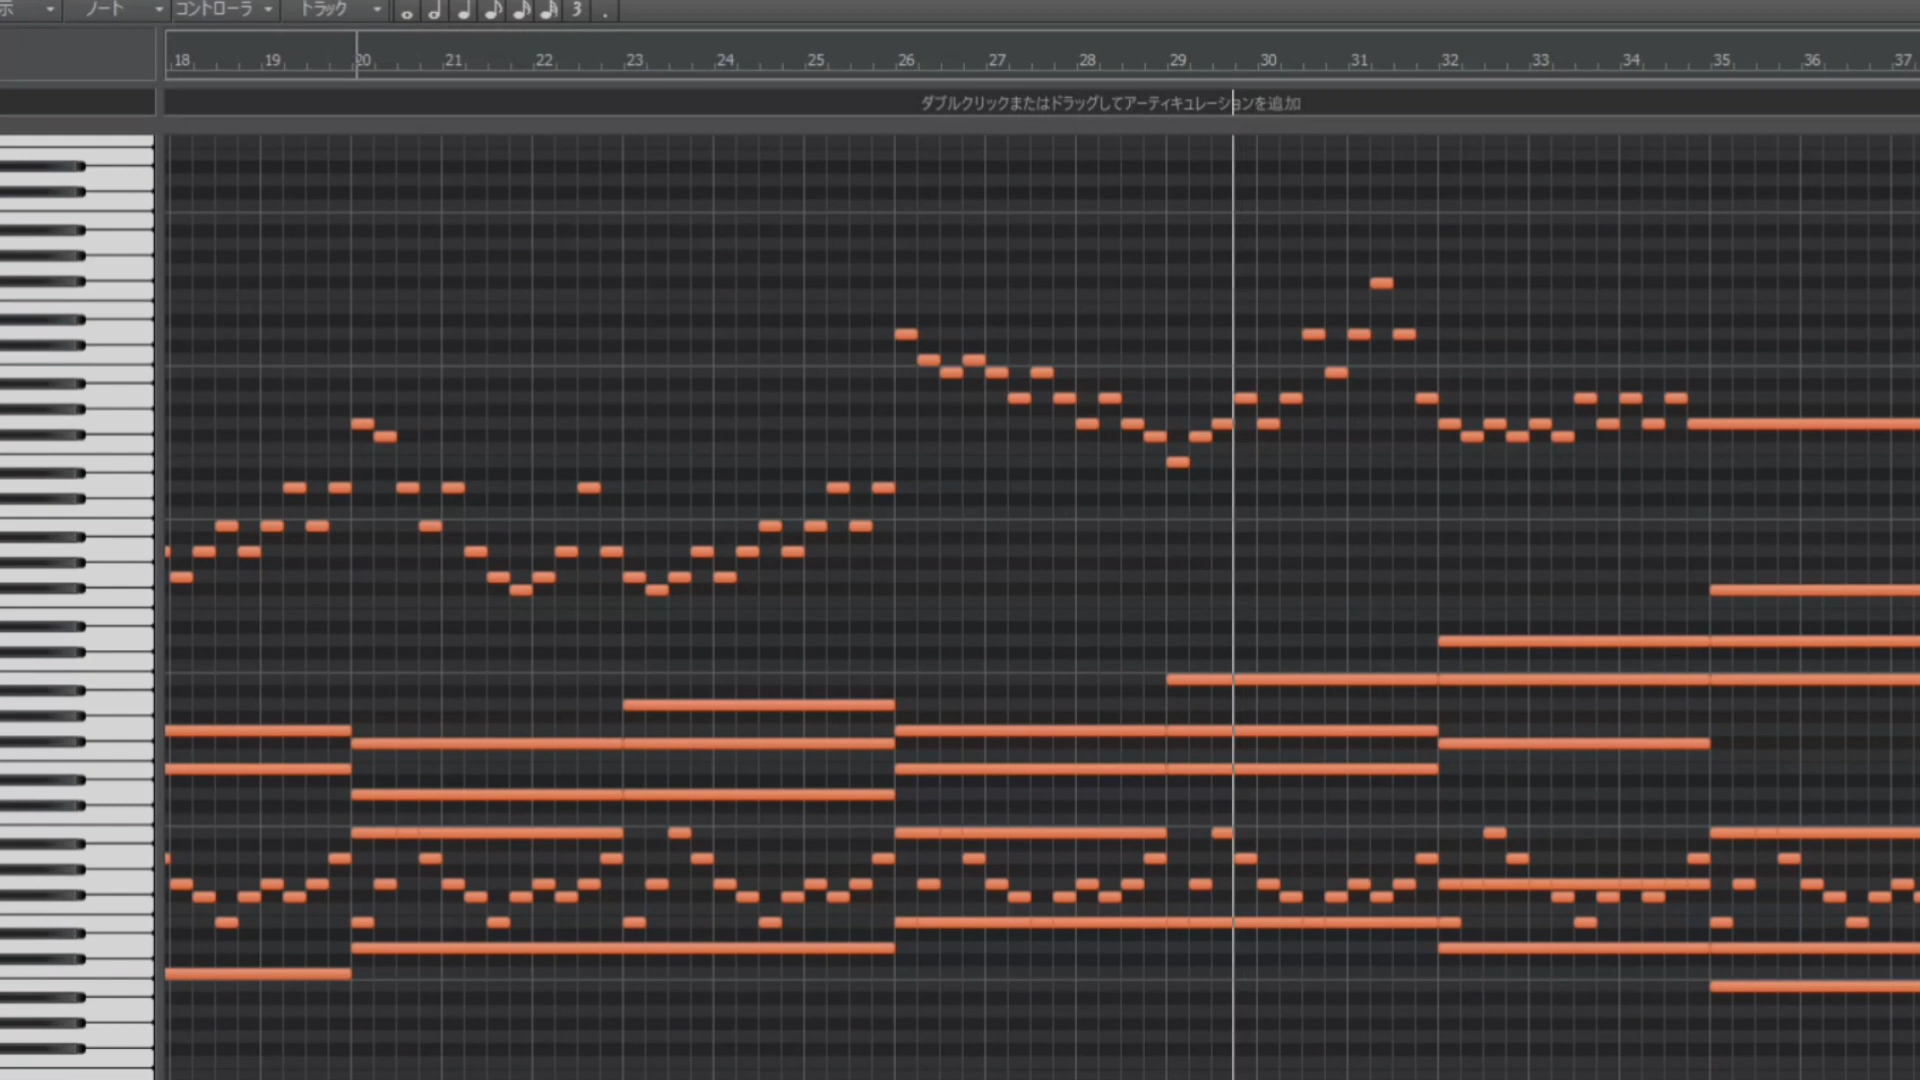 示 ノート コントローラ トラック 3 .
18 19 20 21 22 23 24 25 26 27 28 29 30 31 32 33 34 35 36 37
ダブルクリックまたはドラッグしてアーティキュレーションを追加